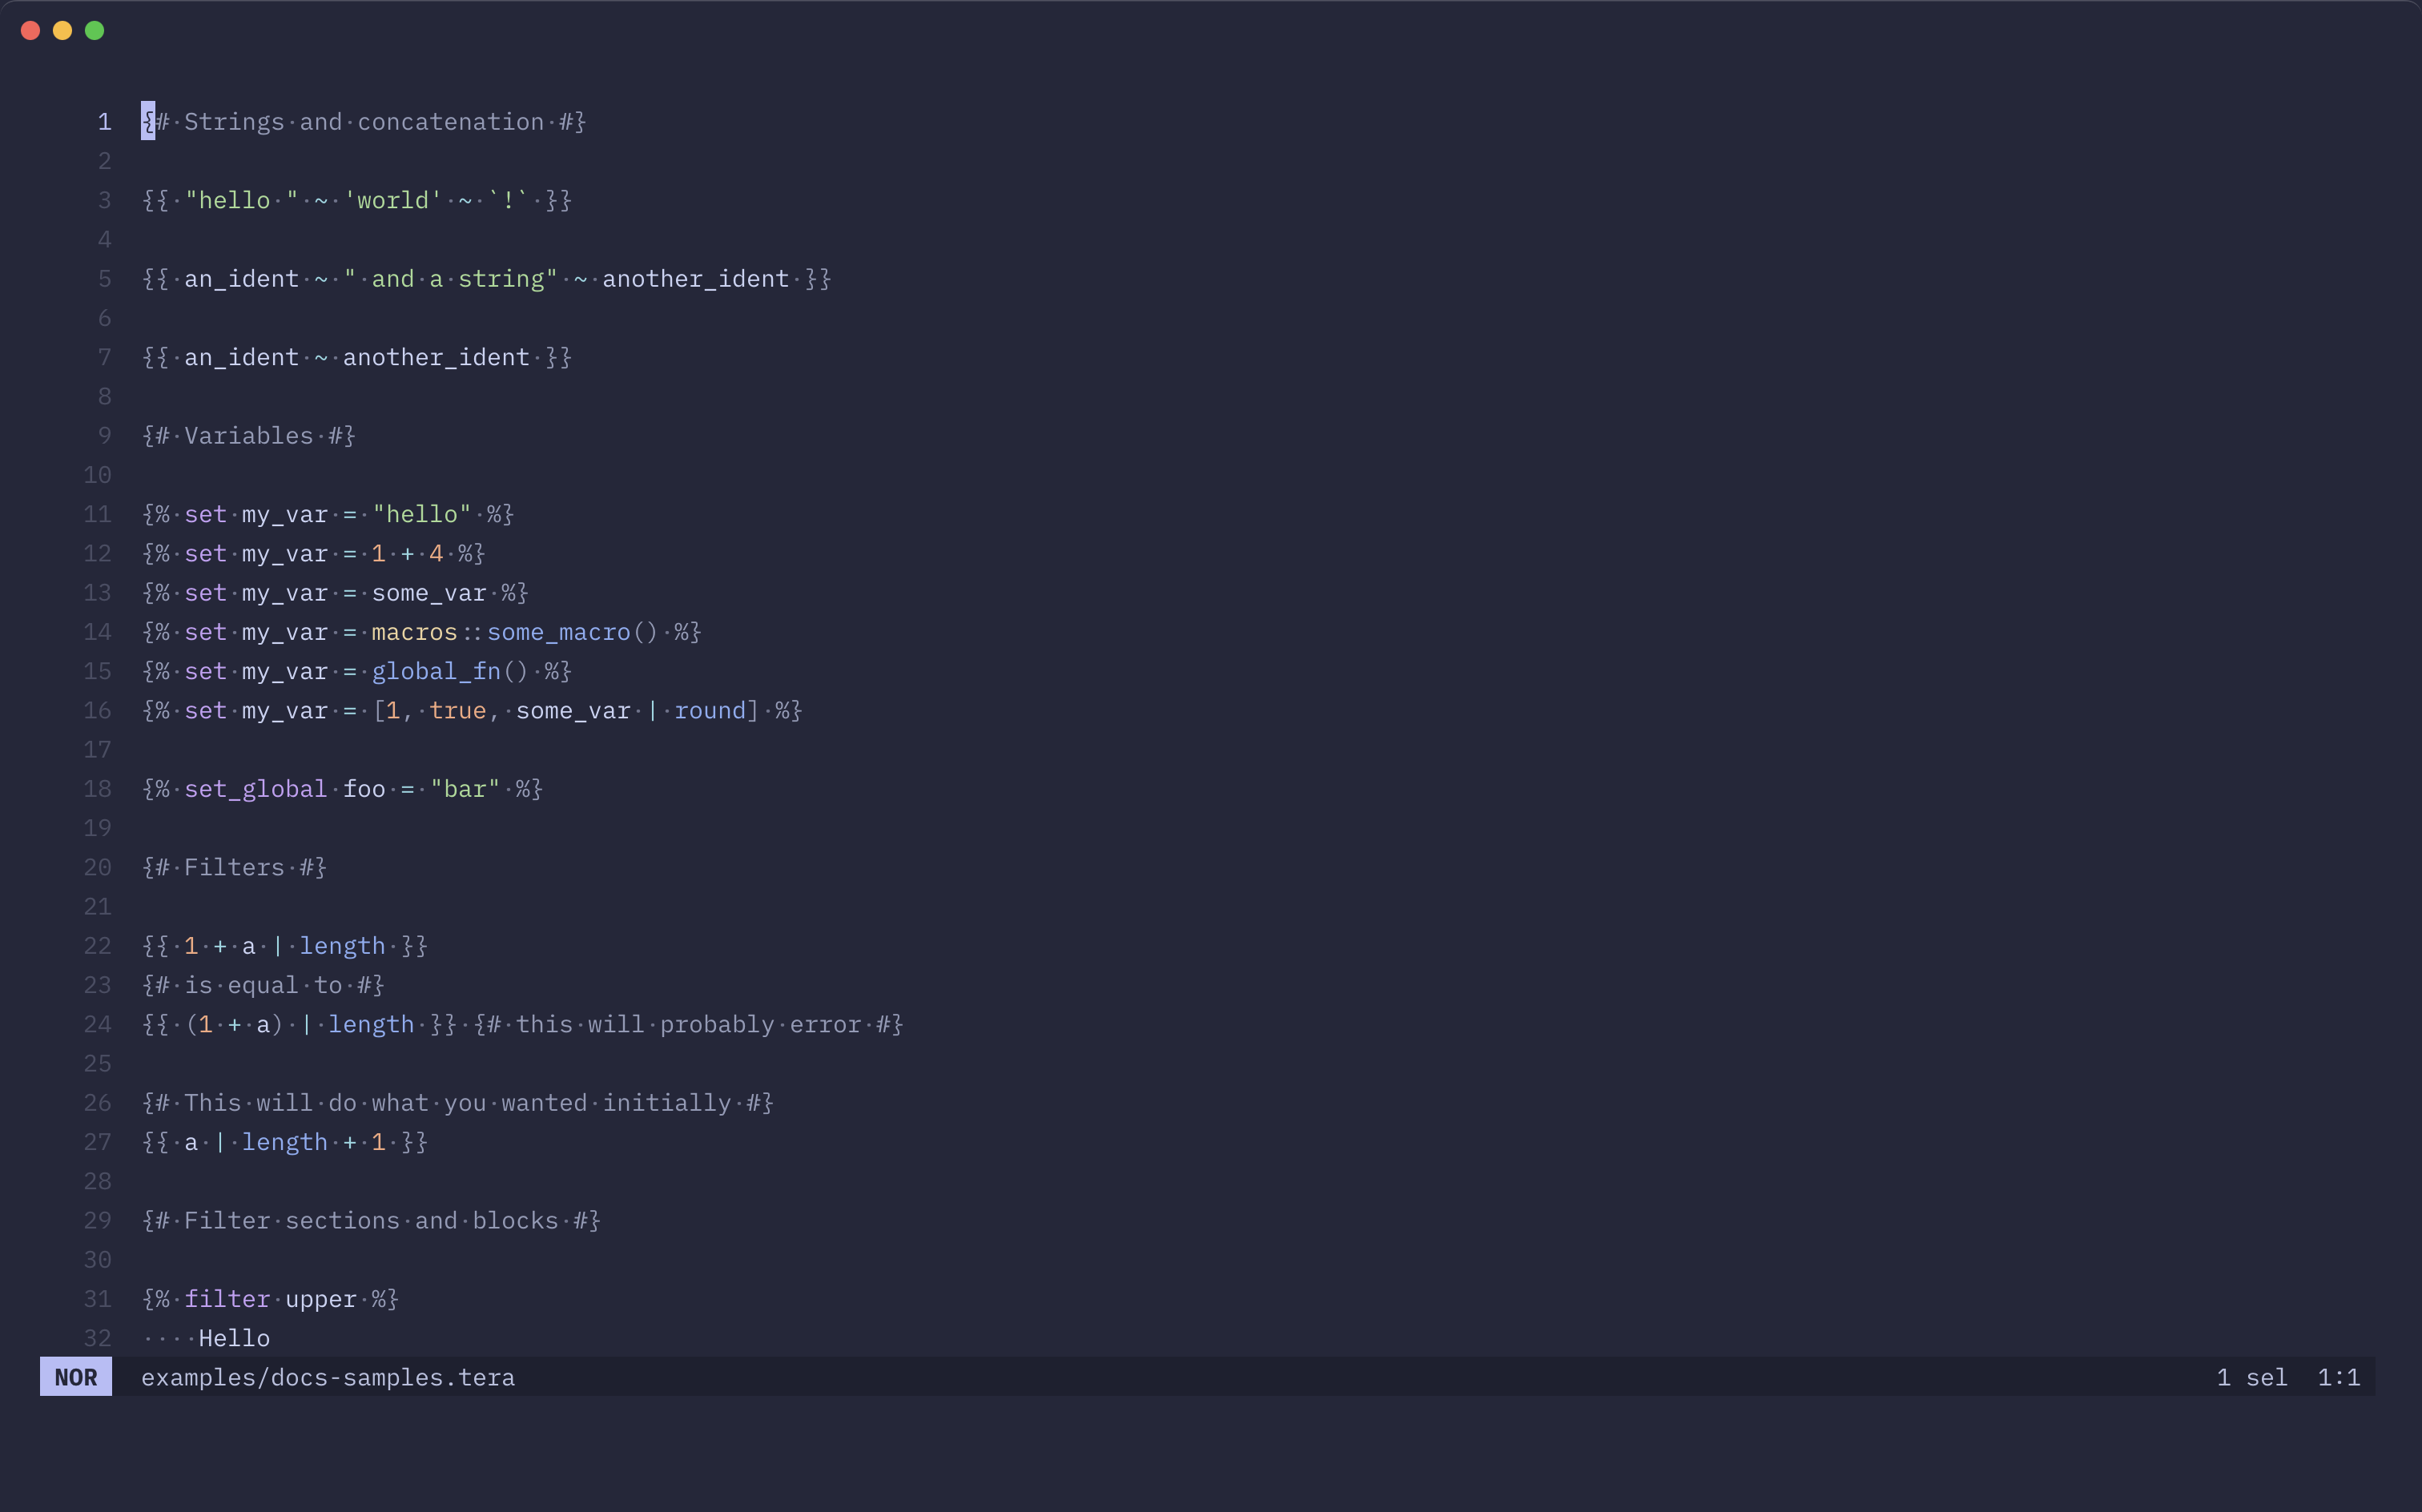 1 {# Strings and concatenation #}
2
3 {{ "hello " ~ 'world' ~ `!` }}
4
5 {{ an_ident ~ " and a string" ~ another_ident }}
6
7 {{ an_ident ~ another_ident }}
8
9 {# Variables #}
10
11 {% set my_var = "hello" %}
12 {% set my_var = 1 + 4 %}
13 {% set my_var = some_var %}
14 {% set my_var = macros::some_macro() %}
15 {% set my_var = global_fn() %}
16 {% set my_var = [1, true, some_var | round] %}
17
18 {% set_global foo = "bar" %}
19
20 {# Filters #}
21
22 {{ 1 + a | length }}
23 {# is equal to #}
24 {{ (1 + a) | length }} {# this will probably error #}
25
26 {# This will do what you wanted initially #}
27 {{ a | length + 1 }}
28
29 {# Filter sections and blocks #}
30
31 {% filter upper %}
32     Hello
NOR examples/docs-samples.tera 1 sel 1:1